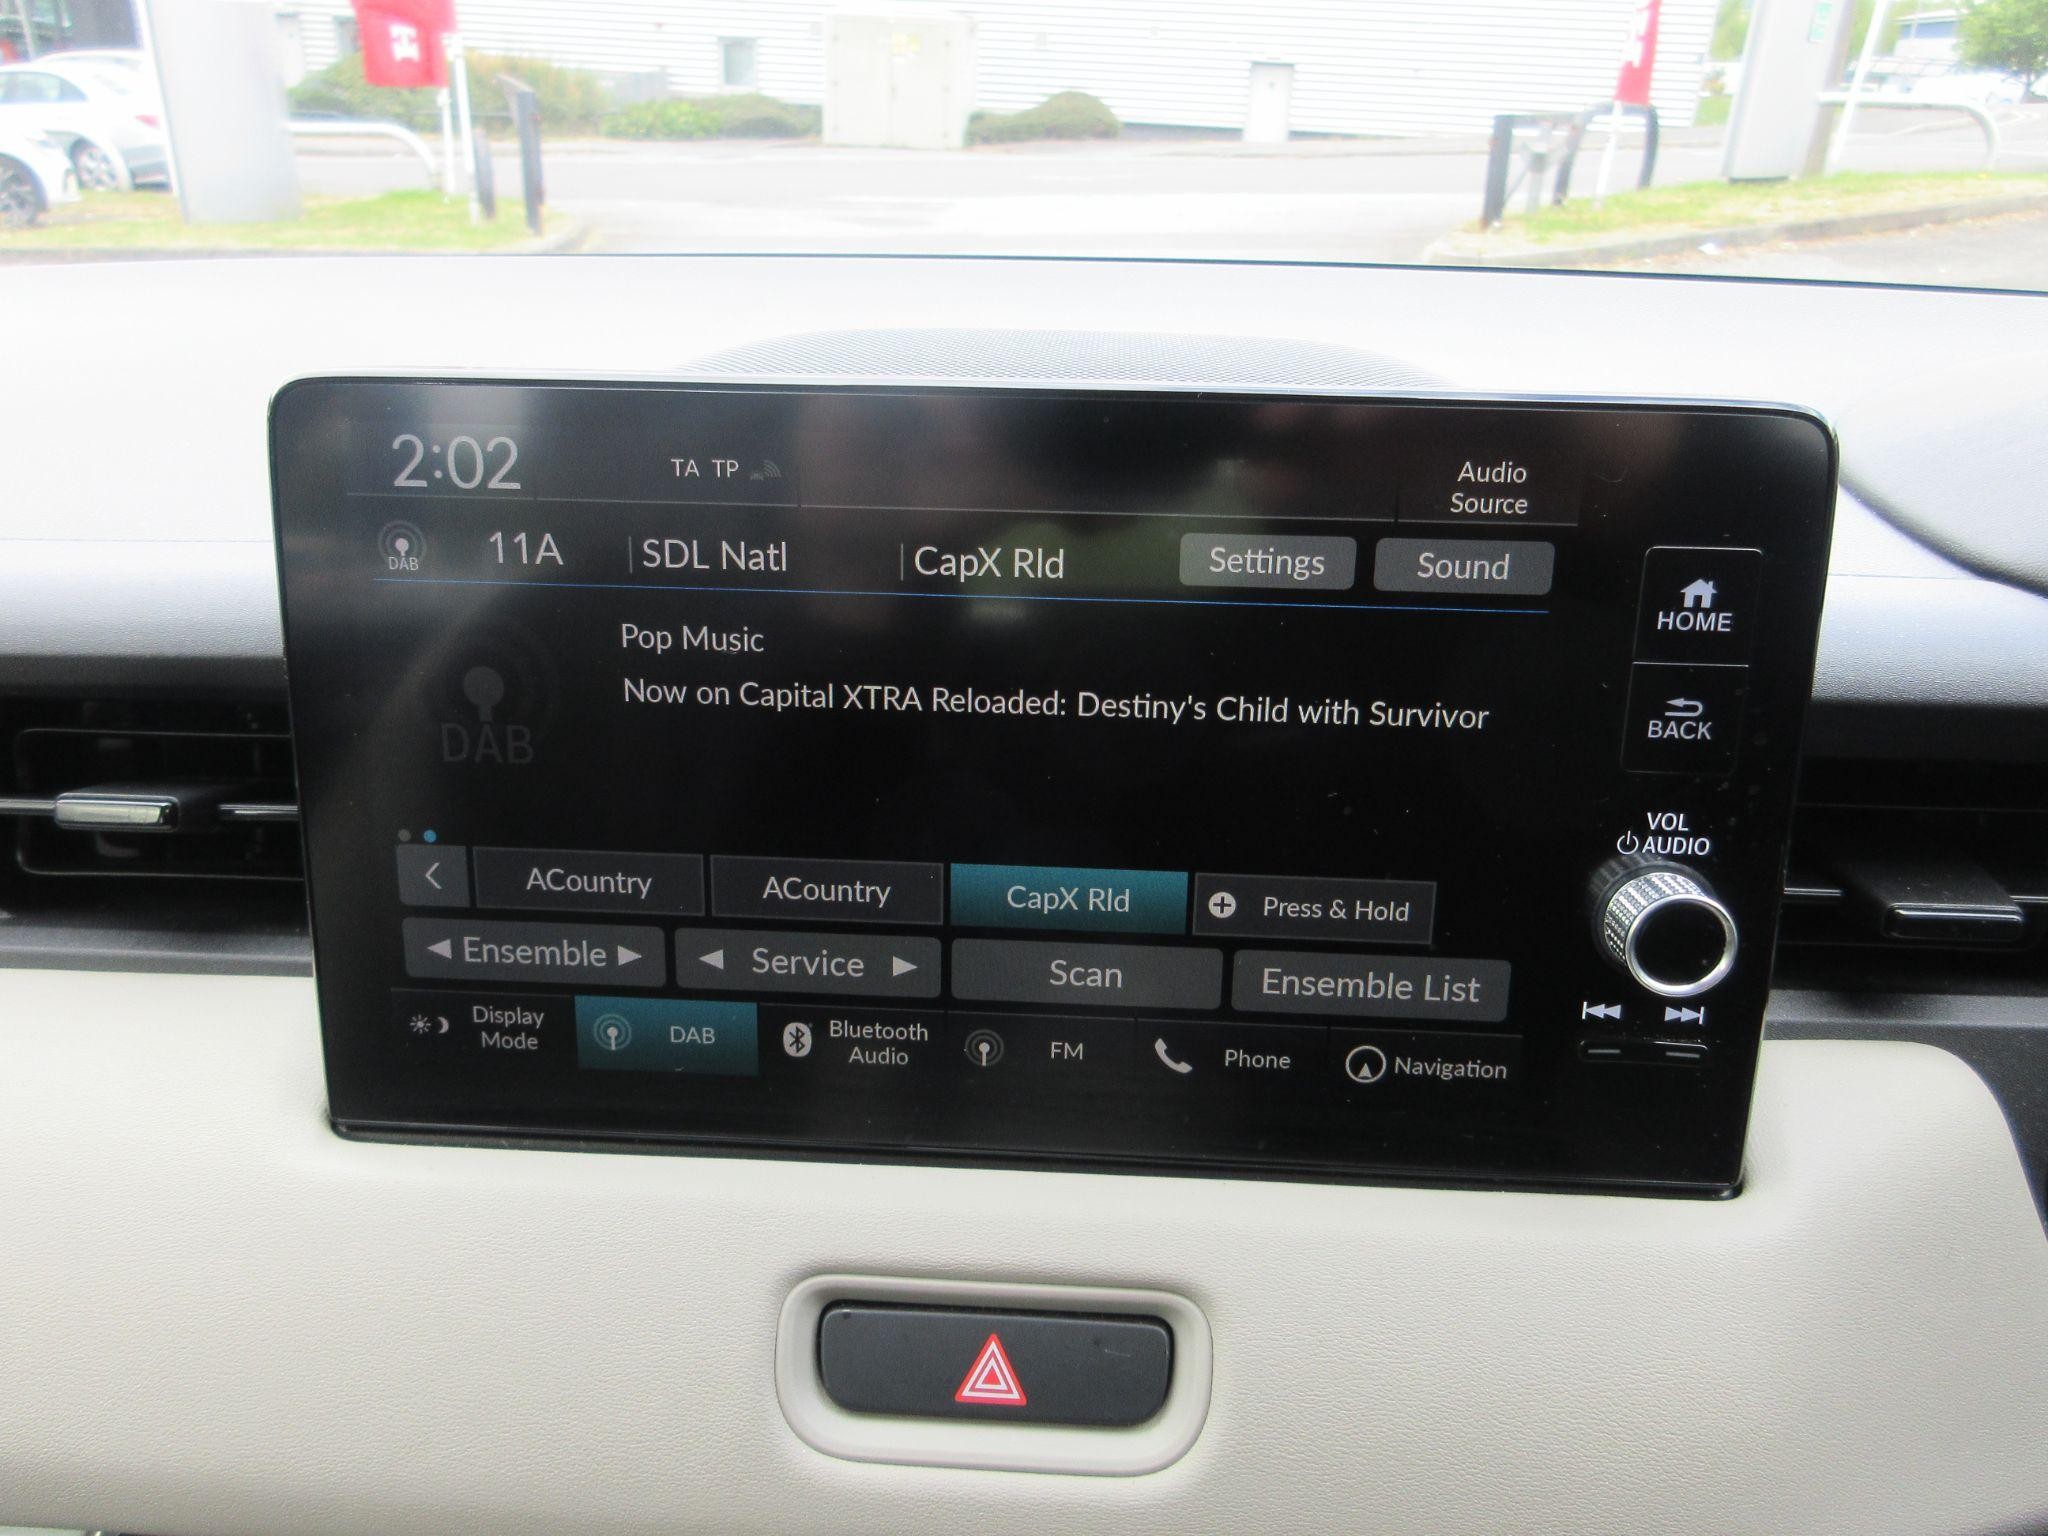 2:02
TA TP
Audio
Source
DAB
11A
SDL Natl
CapX Rld
Settings
Sound
HOME
Pop Music
Now on Capital XTRA Reloaded: Destiny's Child with Survivor
DAB
BACK
VOL
AUDIO
ACountry
ACountry
CapX Rld
Press & Hold
Ensemble
Service
Scan
Ensemble List
Display
Mode
DAB
Bluetooth
Audio
FM
Phone
Navigation